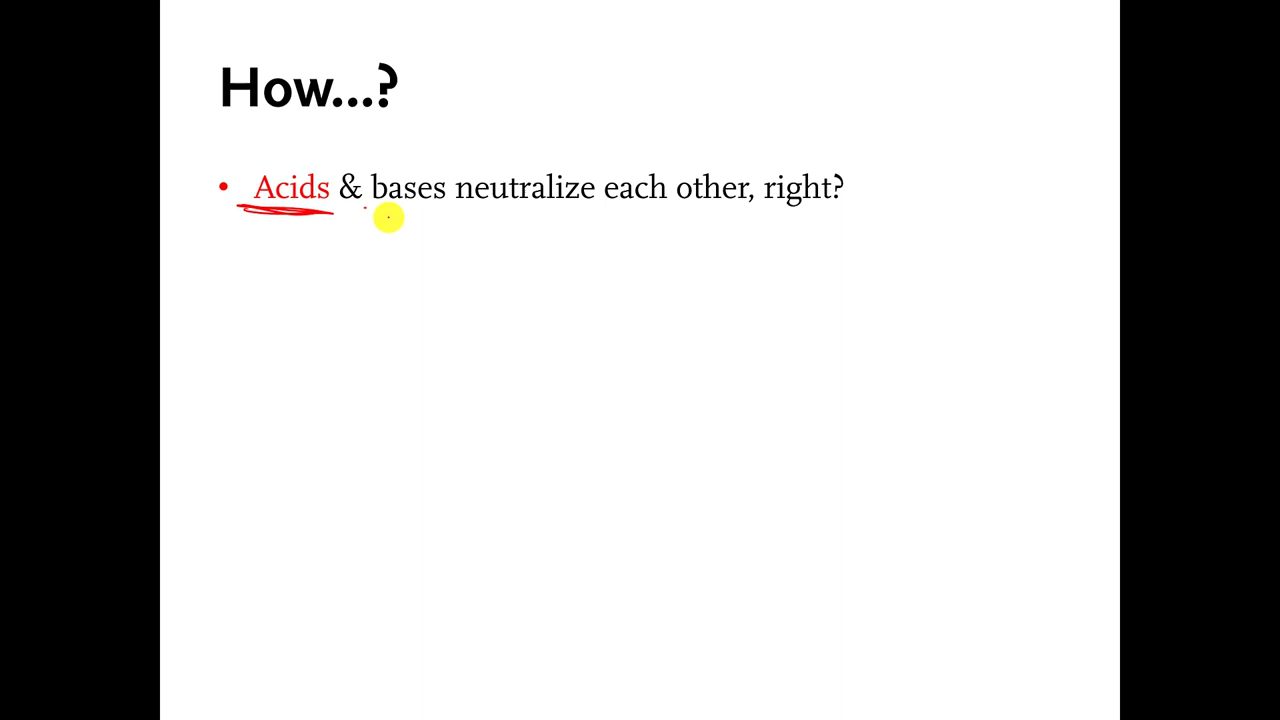 How...?
• Acids & bases neutralize each other, right?